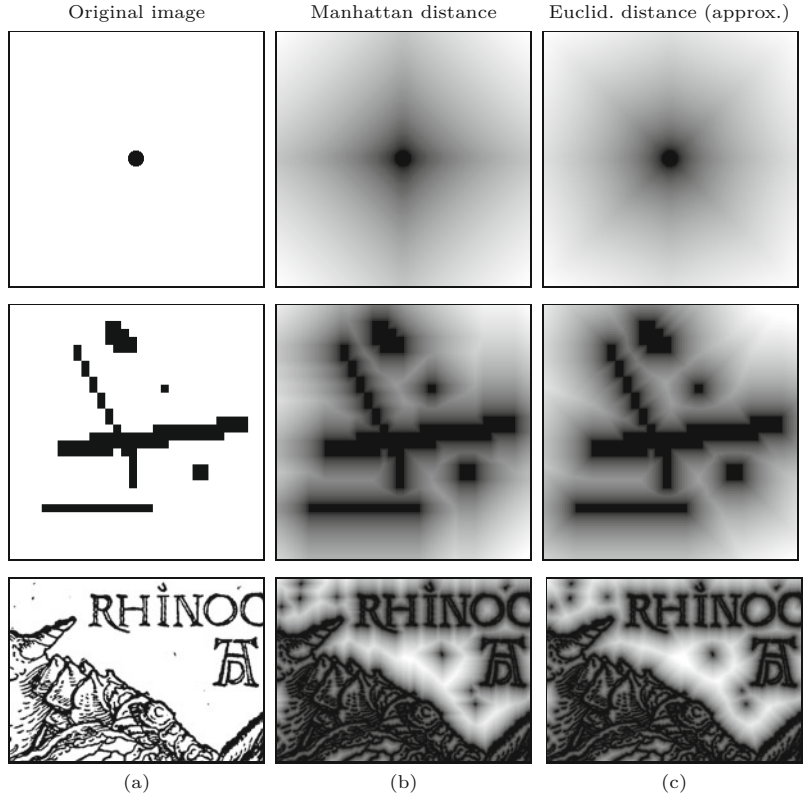 Original image Manhattan distance Euclid. distance (approx.)
RHINOC RHINOC RHINOC
(a) (b) (c)